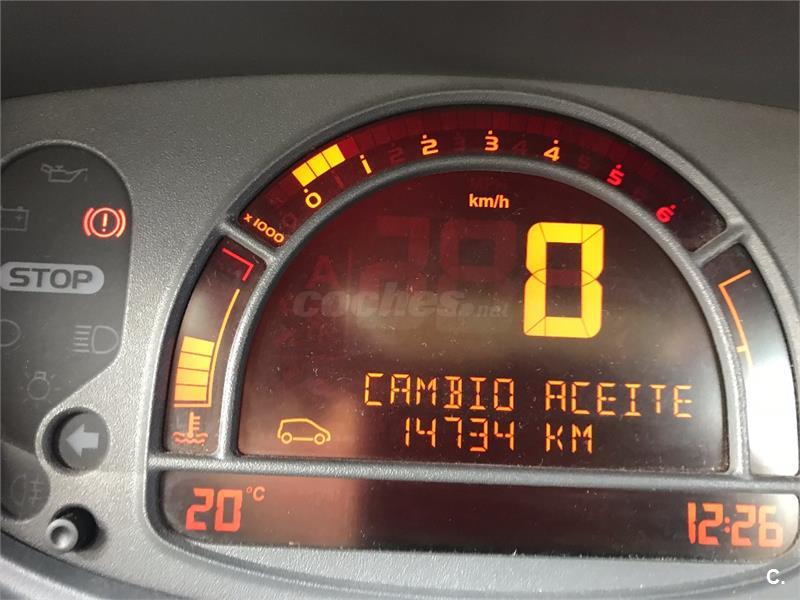 0 1 2 3 4 5 6
x1000
km/h
0
STOP
coches.net
CAMBIO ACEITE
14734 KM
20 °C
12:26
C.